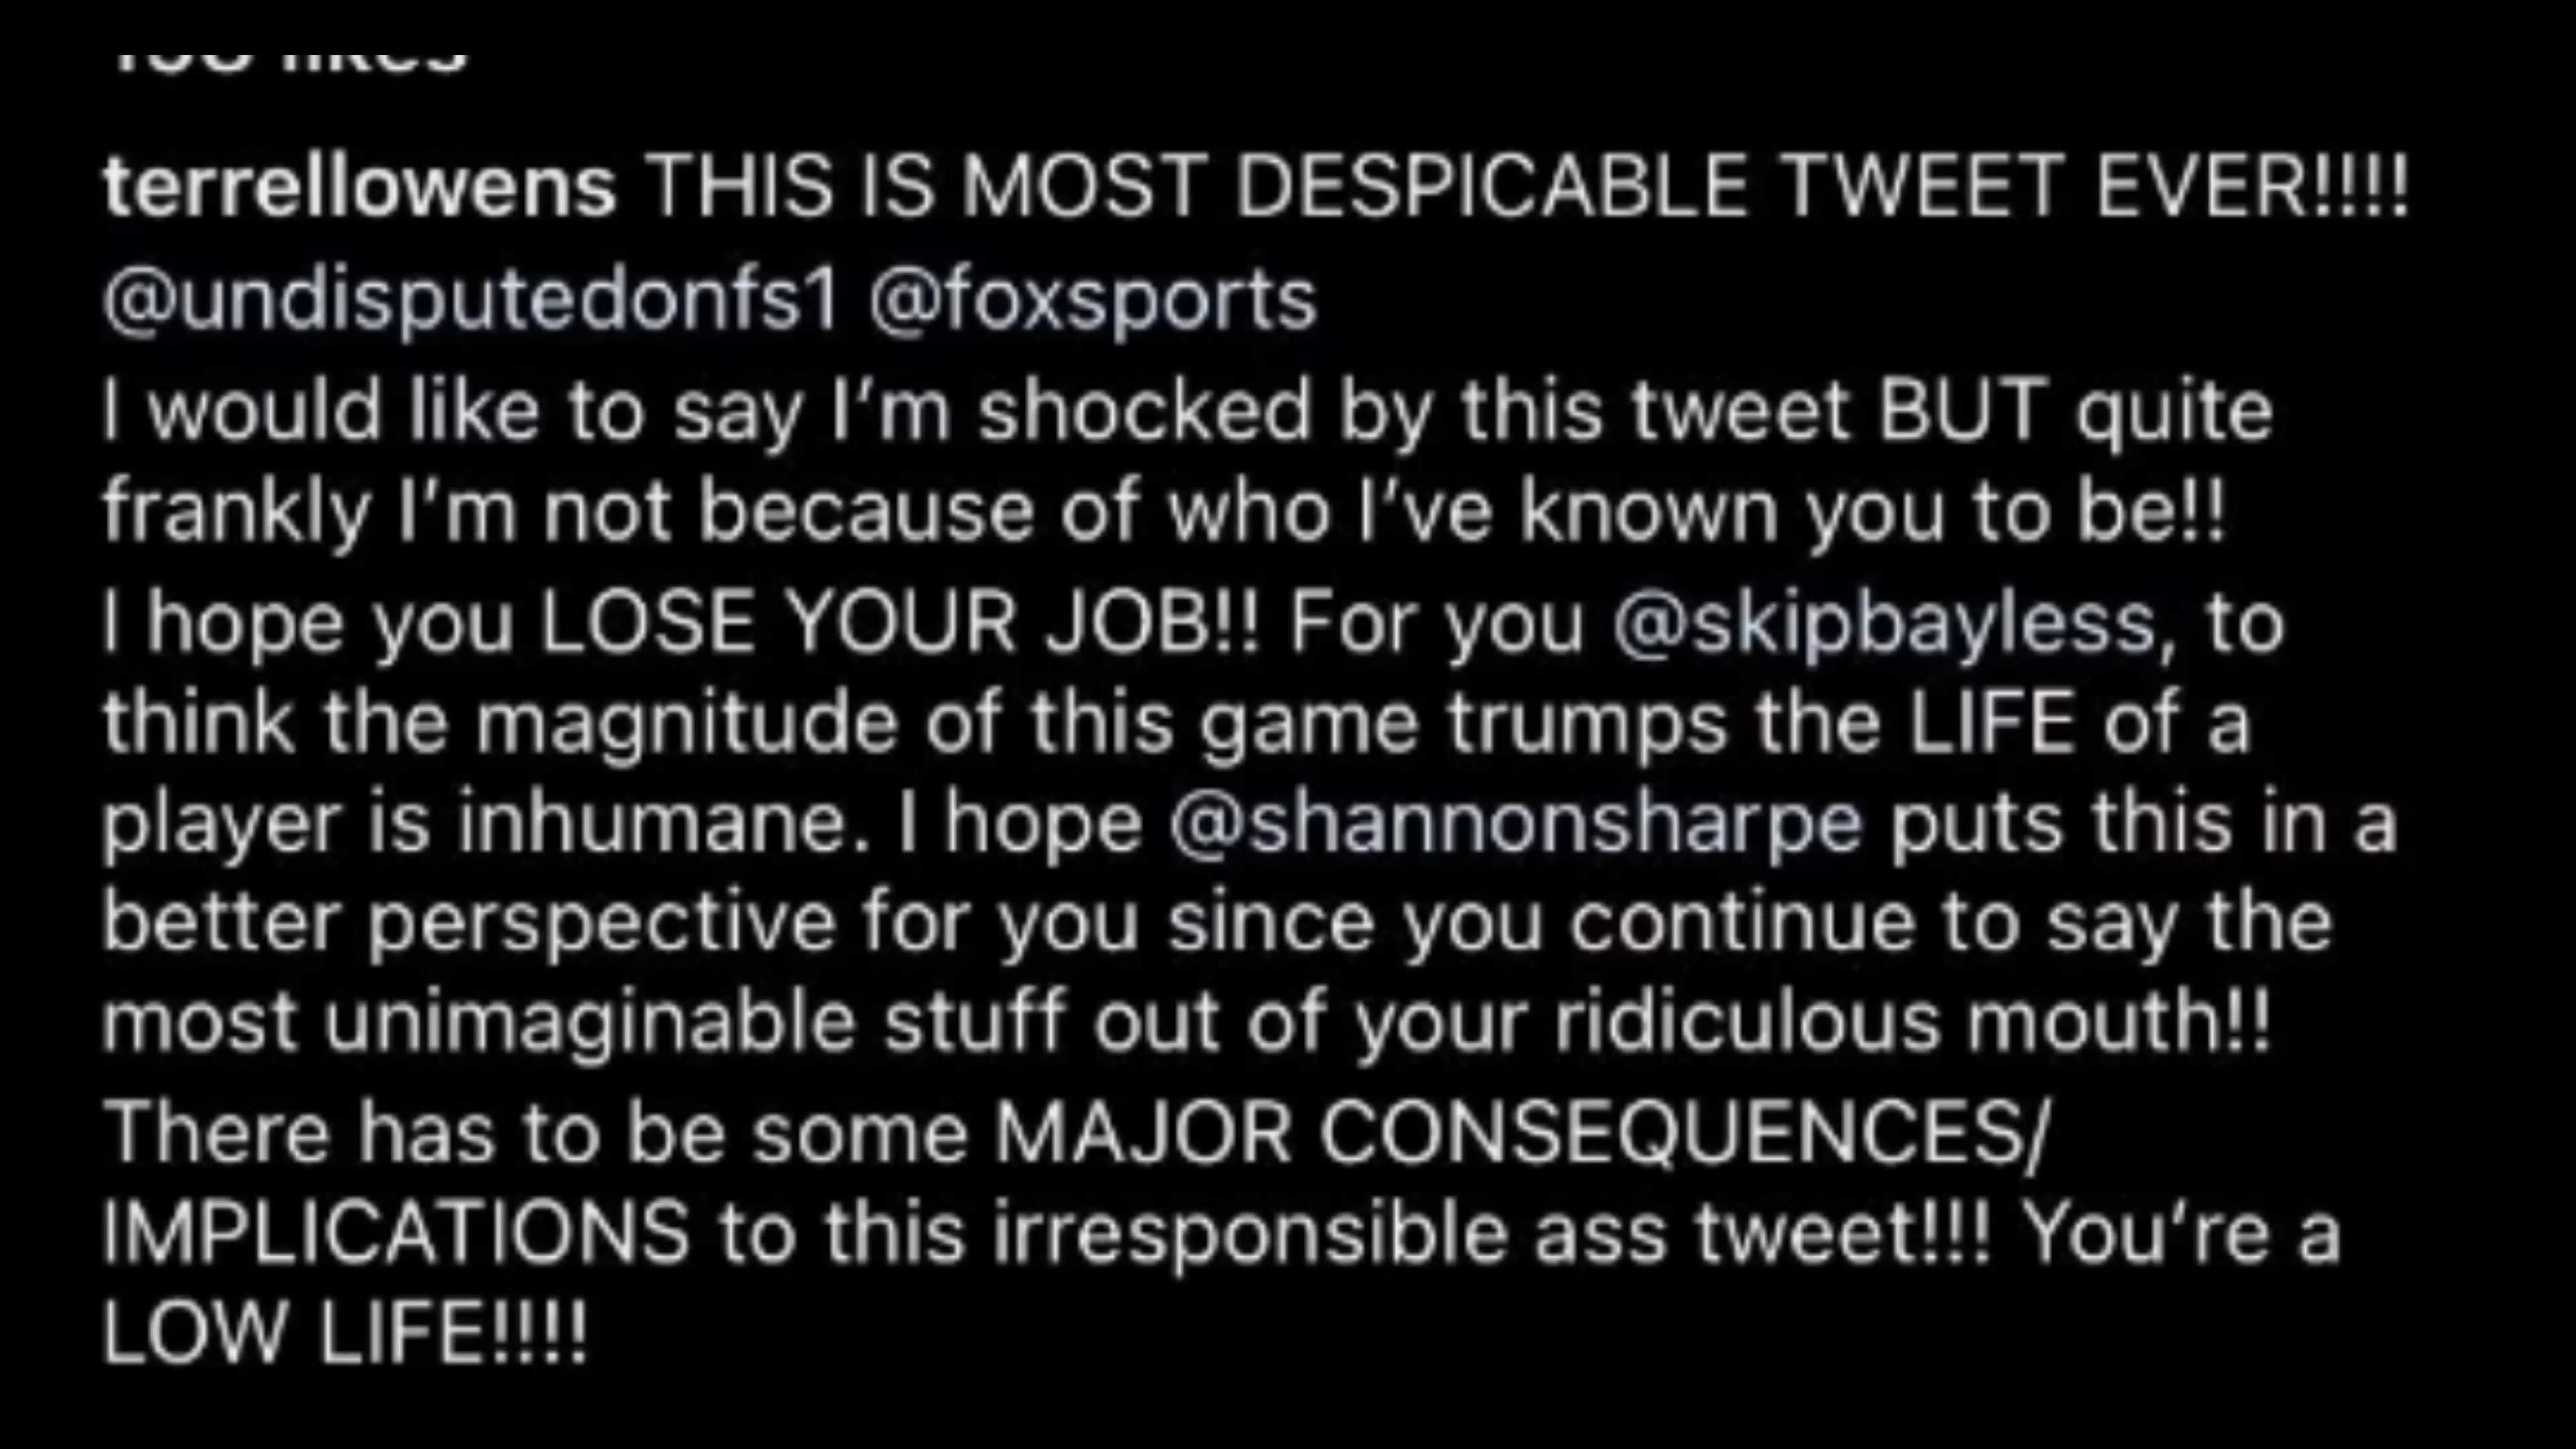 likes
terrellowens THIS IS MOST DESPICABLE TWEET EVER!!!!
@undisputedonfs1 @foxsports
I would like to say I'm shocked by this tweet BUT quite
frankly I'm not because of who I've known you to be!!
I hope you LOSE YOUR JOB!! For you @skipbayless, to
think the magnitude of this game trumps the LIFE of a
player is inhumane. I hope @shannonsharpe puts this in a
better perspective for you since you continue to say the
most unimaginable stuff out of your ridiculous mouth!!
There has to be some MAJOR CONSEQUENCES/
IMPLICATIONS to this irresponsible ass tweet!!! You're a
LOW LIFE!!!!